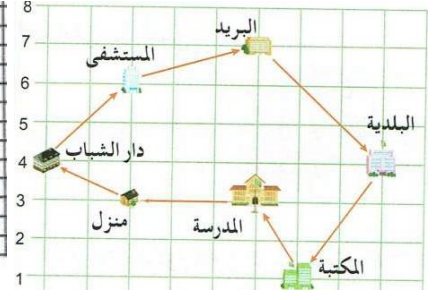 8
البريد
7
المستشفى
6
البلدية
5
دار الشباب
4
3
منزل
المدرسة
2
المكتبة
1